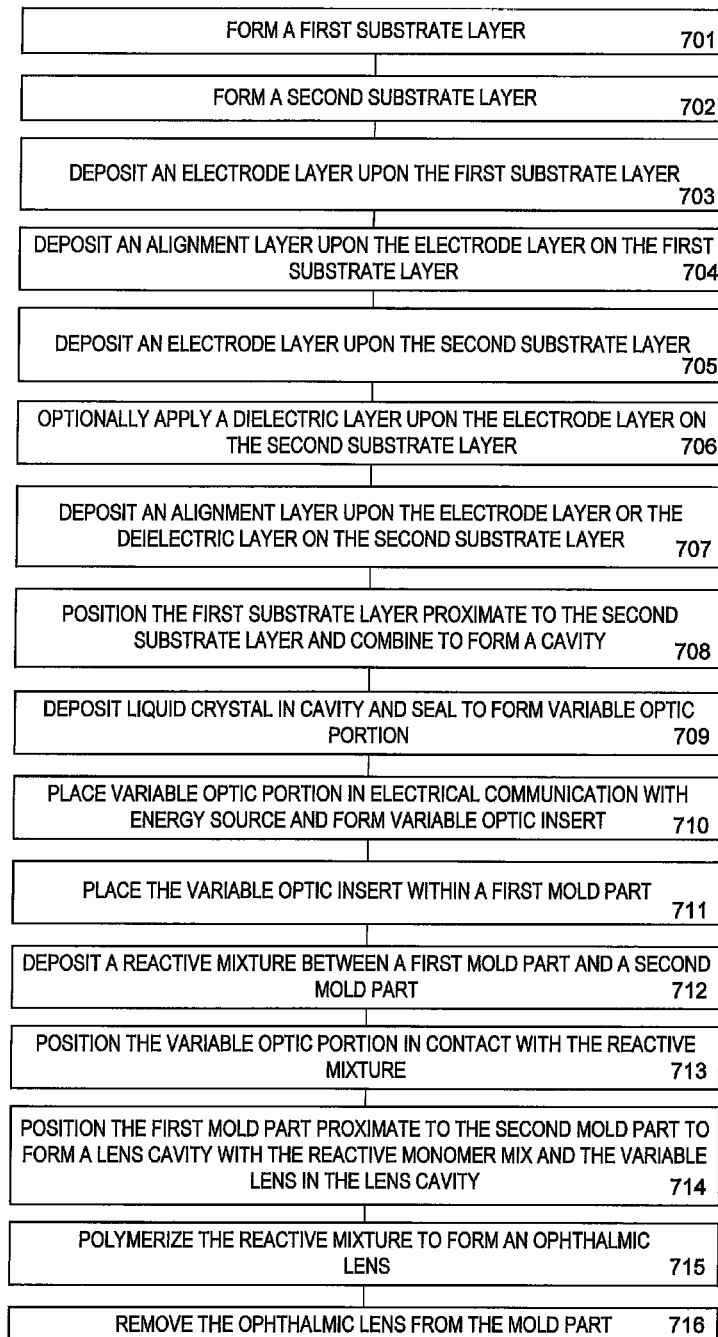 FORM A FIRST SUBSTRATE LAYER
701
FORM A SECOND SUBSTRATE LAYER
702
DEPOSIT AN ELECTRODE LAYER UPON THE FIRST SUBSTRATE LAYER
703
DEPOSIT AN ALIGNMENT LAYER UPON THE ELECTRODE LAYER ON THE FIRST
SUBSTRATE LAYER 704
DEPOSIT AN ELECTRODE LAYER UPON THE SECOND SUBSTRATE LAYER
705
OPTIONALLY APPLY A DIELECTRIC LAYER UPON THE ELECTRODE LAYER ON
THE SECOND SUBSTRATE LAYER 706
DEPOSIT AN ALIGNMENT LAYER UPON THE ELECTRODE LAYER OR THE
DEIELECTRIC LAYER ON THE SECOND SUBSTRATE LAYER 707
POSITION THE FIRST SUBSTRATE LAYER PROXIMATE TO THE SECOND
SUBSTRATE LAYER AND COMBINE TO FORM A CAVITY 708
DEPOSIT LIQUID CRYSTAL IN CAVITY AND SEAL TO FORM VARIABLE OPTIC
PORTION 709
PLACE VARIABLE OPTIC PORTION IN ELECTRICAL COMMUNICATION WITH
ENERGY SOURCE AND FORM VARIABLE OPTIC INSERT 710
PLACE THE VARIABLE OPTIC INSERT WITHIN A FIRST MOLD PART
711
DEPOSIT A REACTIVE MIXTURE BETWEEN A FIRST MOLD PART AND A SECOND
MOLD PART 712
POSITION THE VARIABLE OPTIC PORTION IN CONTACT WITH THE REACTIVE
MIXTURE 713
POSITION THE FIRST MOLD PART PROXIMATE TO THE SECOND MOLD PART TO
FORM A LENS CAVITY WITH THE REACTIVE MONOMER MIX AND THE VARIABLE
LENS IN THE LENS CAVITY 714
POLYMERIZE THE REACTIVE MIXTURE TO FORM AN OPHTHALMIC
LENS 715
REMOVE THE OPHTHALMIC LENS FROM THE MOLD PART 716